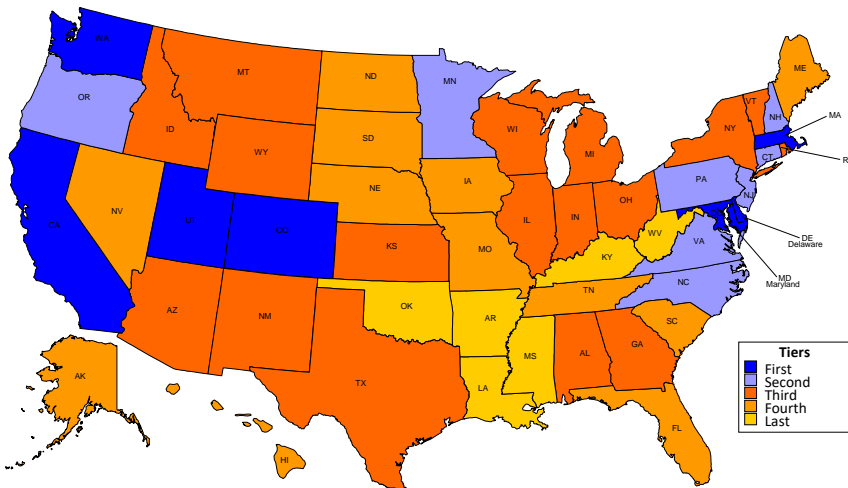 WA
MT
ND
MN
ME
OR
ID
SD
WI
VT
NH
MA
NY
WY
MI
CT
R
IA
PA
NE
NJ
NV
UT
CO
IL
IN
OH
WV
DE
Delaware
CA
KS
MO
KY
VA
MD
Maryland
AZ
NM
OK
AR
TN
NC
SC
MS
AL
GA
TX
LA
AK
HI
FL
Tiers
First
Second
Third
Fourth
Last